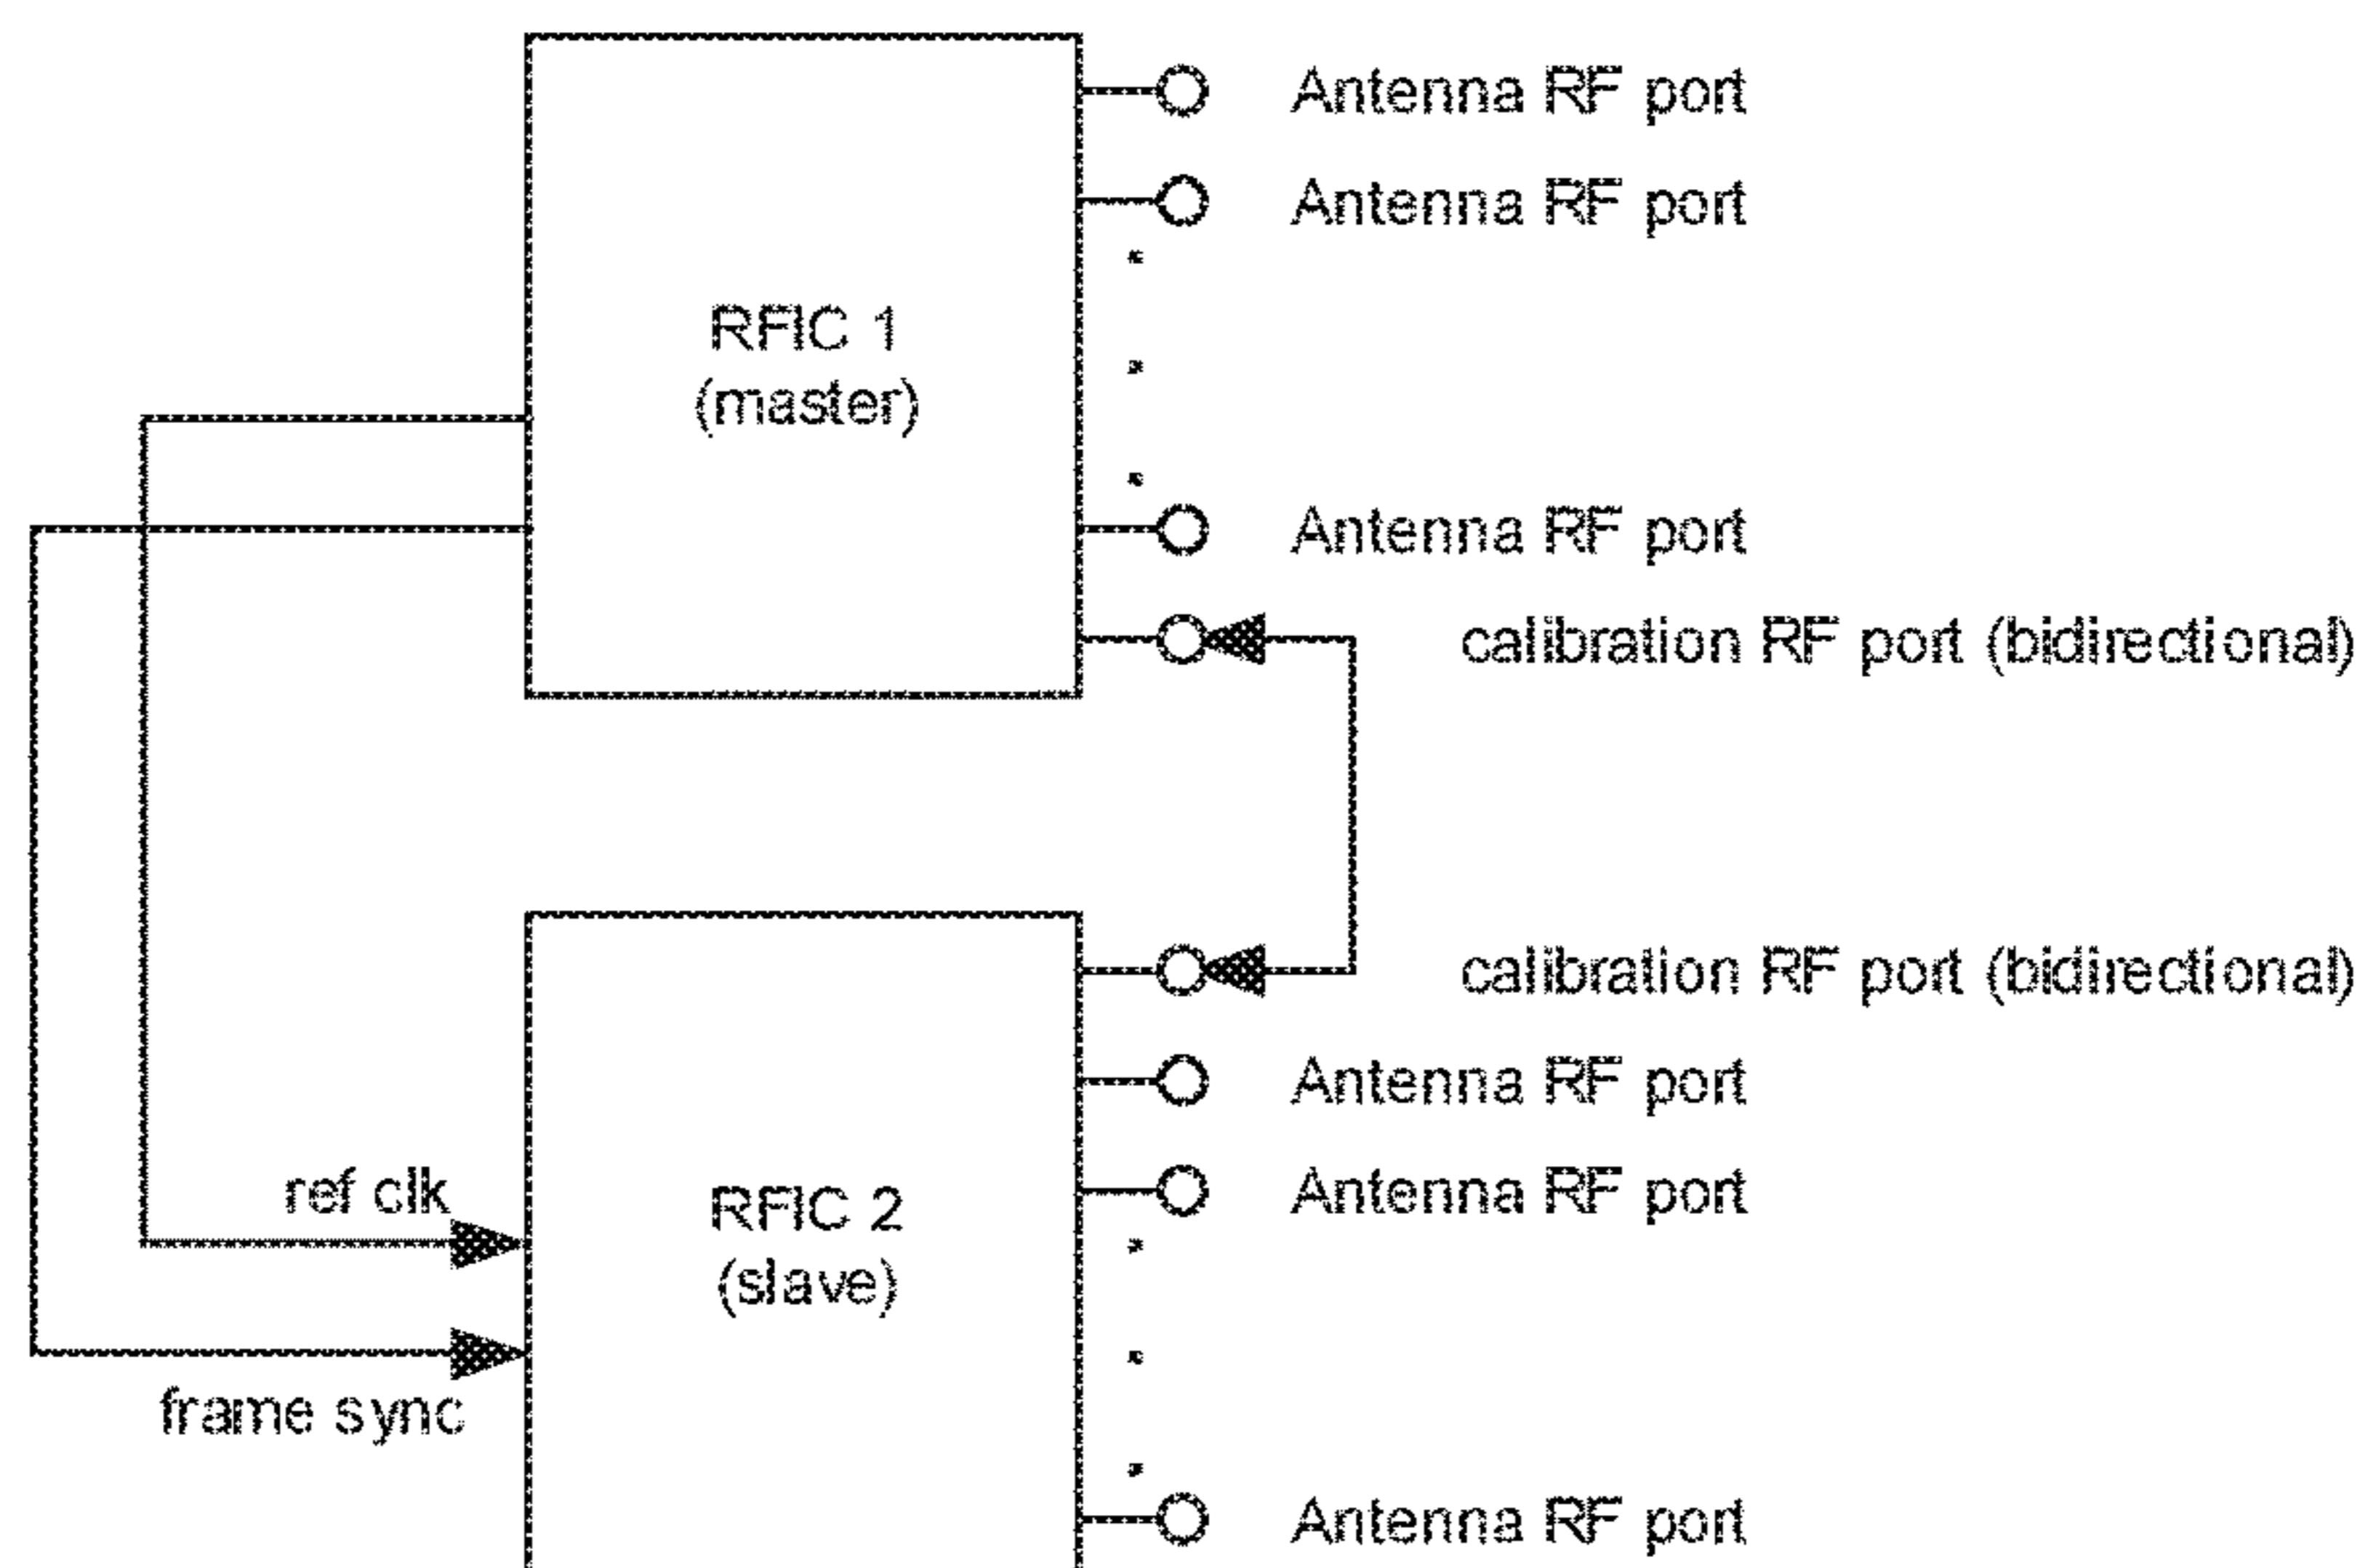 Antenna RF port
Antenna RF port
RFIC 1
(master)
Antenna RF port
calibration RF port (bidirectional)
calibration RF port (bidirectional)
Antenna RF port
ref clk
RFIC 2
(slave)
Antenna RF port
frame sync
Antenna RF port